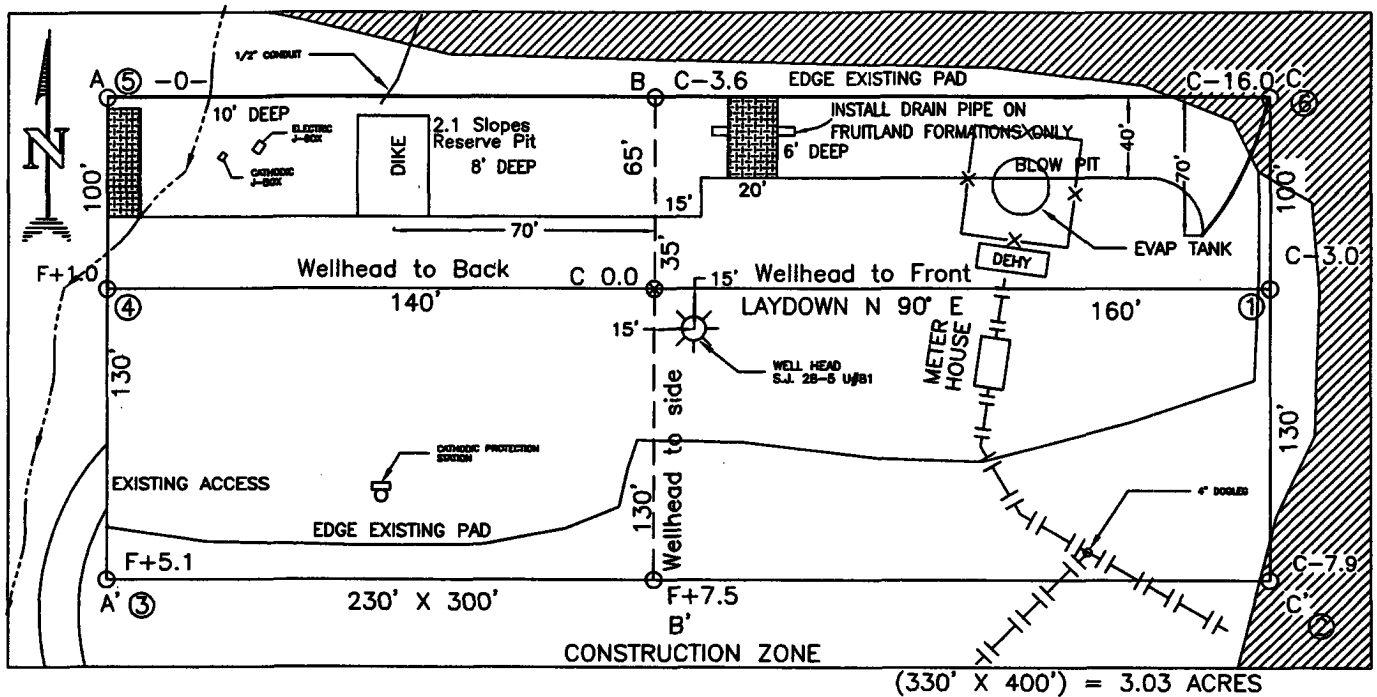 1/2" CONDUIT
A ⑤ -0-
B C-3.6
EDGE EXISTING PAD
C-16.0 C
⑥
10' DEEP
ELECTRIC
J-BOX
CATHODIC
J-BOX
N
DIKE
2.1 Slopes
Reserve Pit
8' DEEP
65'
INSTALL DRAIN PIPE ON
FRUITLAND FORMATIONS ONLY
6' DEEP
BLOW PIT
40'
70'
100'
100'
20'
15'
70'
35'
EVAP TANK
DEHY
F+1.0
Wellhead to Back
C 0.0
15'
Wellhead to Front
C-3.0
④
140'
LAYDOWN N 90° E
160'
①
15'
METER
HOUSE
WELL HEAD
S.J. 28-5 U#81
130'
130'
Wellhead to side
130'
CATHODIC PROTECTION
STATION
EXISTING ACCESS
4" DOGLEG
EDGE EXISTING PAD
F+5.1
C-7.9
A' ③
230' X 300'
F+7.5
B'
C'
②
CONSTRUCTION ZONE
(330' X 400') = 3.03 ACRES